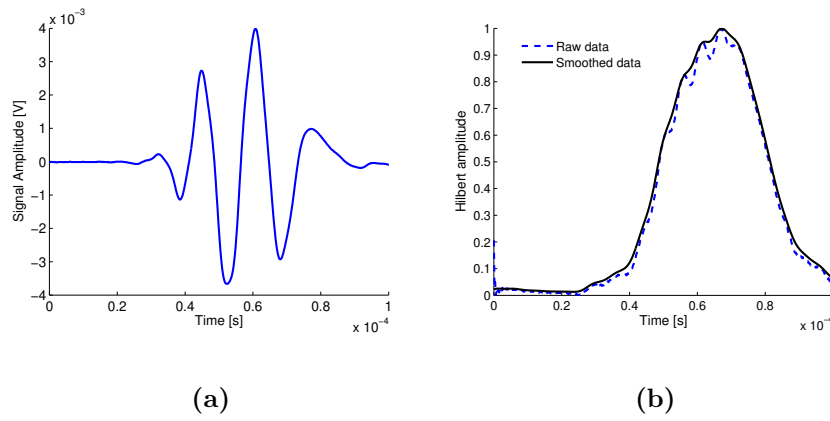 x 10⁻³
4
3
2
1
0
−1
−2
−3
−4
Signal Amplitude [V]
0 0.2 0.4 0.6 0.8 1
Time [s]
x 10⁻⁴
(a)
1
0.9
0.8
0.7
0.6
0.5
0.4
0.3
0.2
0.1
0
Hilbert amplitude
Raw data
Smoothed data
0 0.2 0.4 0.6 0.8
Time [s]
x 10⁻⁴
(b)